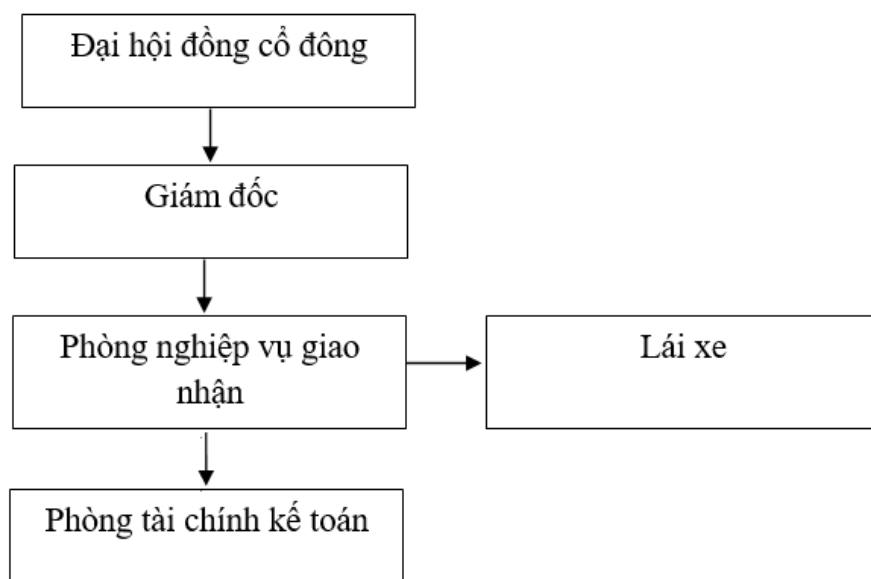 Đại hội đồng cổ đông
Giám đốc
Phòng nghiệp vụ giao
nhận
Lái xe
Phòng tài chính kế toán